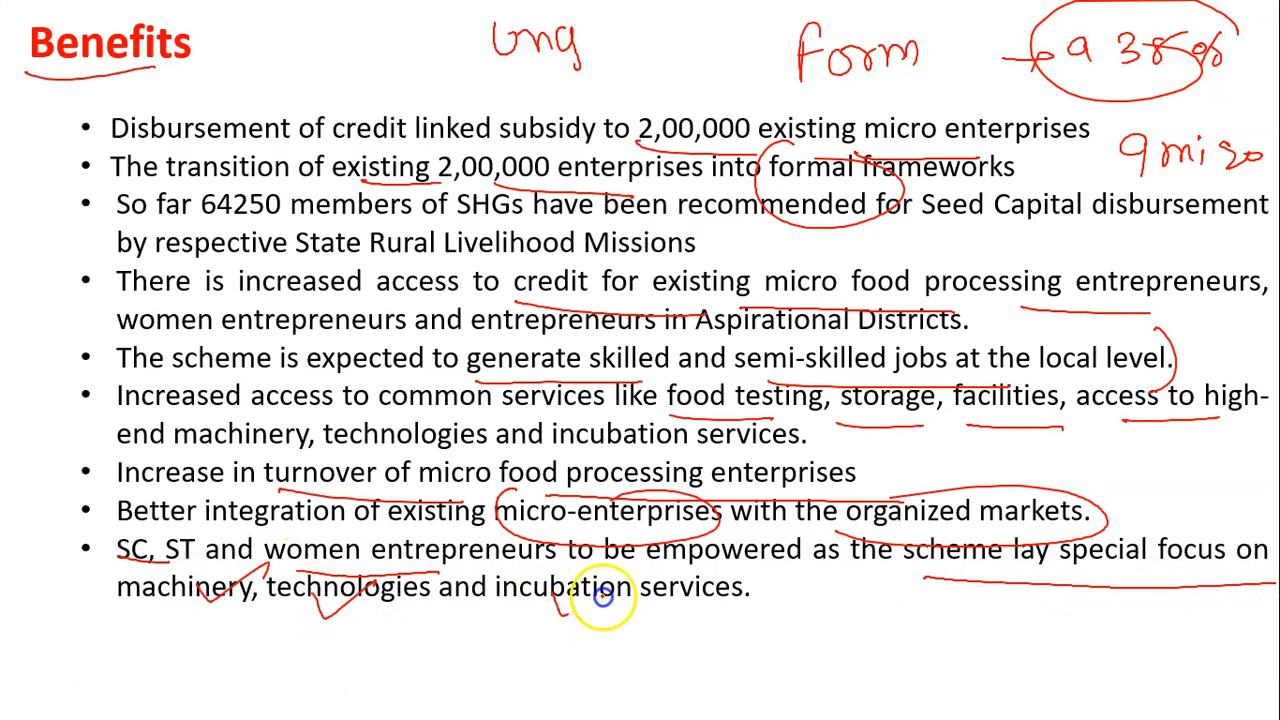 Benefits
Ung Form
• Disbursement of credit linked subsidy to 2,00,000 existing micro enterprises
• The transition of existing 2,00,000 enterprises into formal frameworks
• So far 64250 members of SHGs have been recommended for Seed Capital disbursement
by respective State Rural Livelihood Missions
• There is increased access to credit for existing micro food processing entrepreneurs,
women entrepreneurs and entrepreneurs in Aspirational Districts.
• The scheme is expected to generate skilled and semi-skilled jobs at the local level.
• Increased access to common services like food testing, storage, facilities, access to high-
end machinery, technologies and incubation services.
• Increase in turnover of micro food processing enterprises
• Better integration of existing micro-enterprises with the organized markets.
• SC, ST and women entrepreneurs to be empowered as the scheme lay special focus on
machinery, technologies and incubation services.